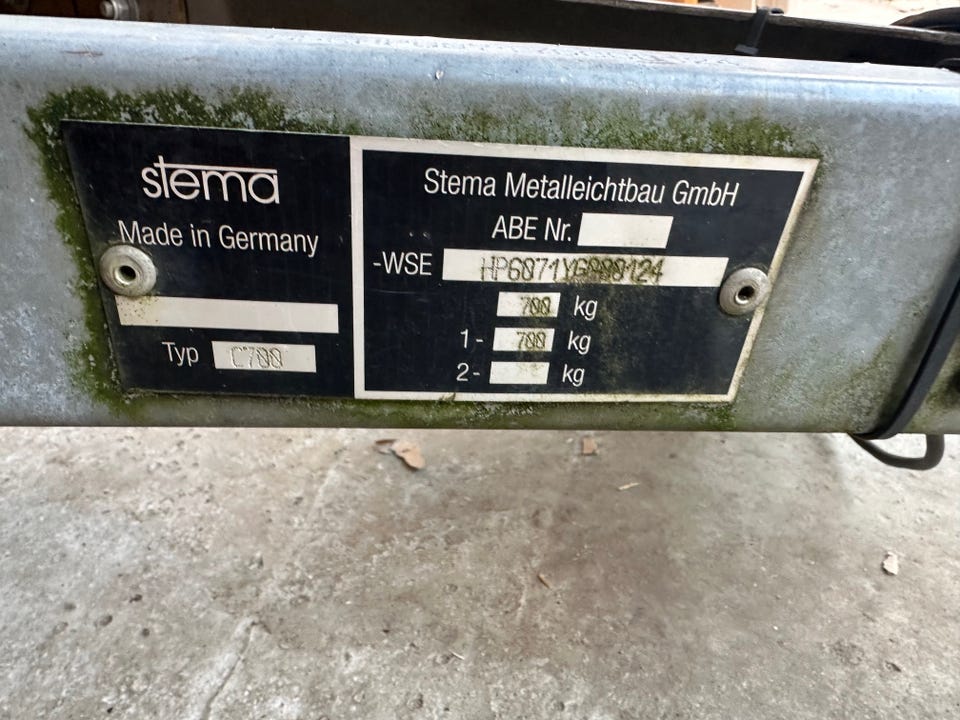 stema
Made in Germany
Typ C700
Stema Metalleichtbau GmbH
ABE Nr.
-WSE HP6071YG000124
700 kg
1- 700 kg
2- kg